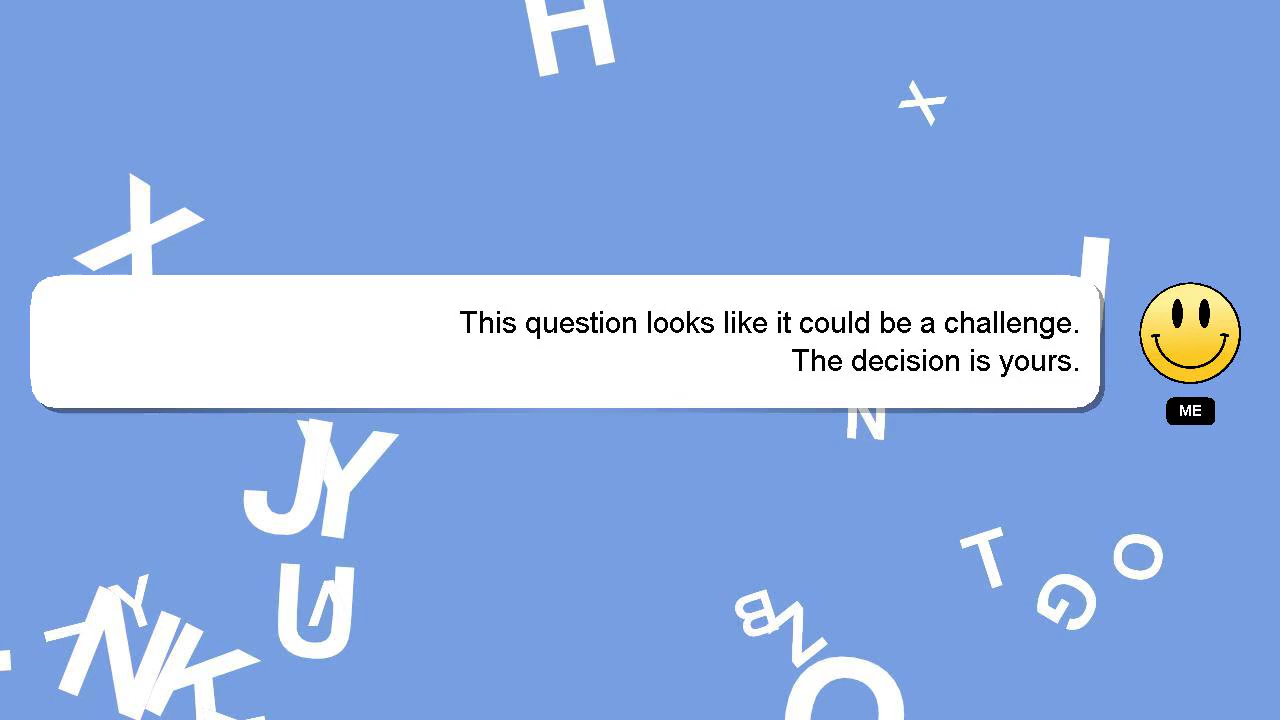 H
X
X
I
This question looks like it could be a challenge.
The decision is yours.
ME
N
J
Y
T
O
G
U
B
N
Y
N
K
O